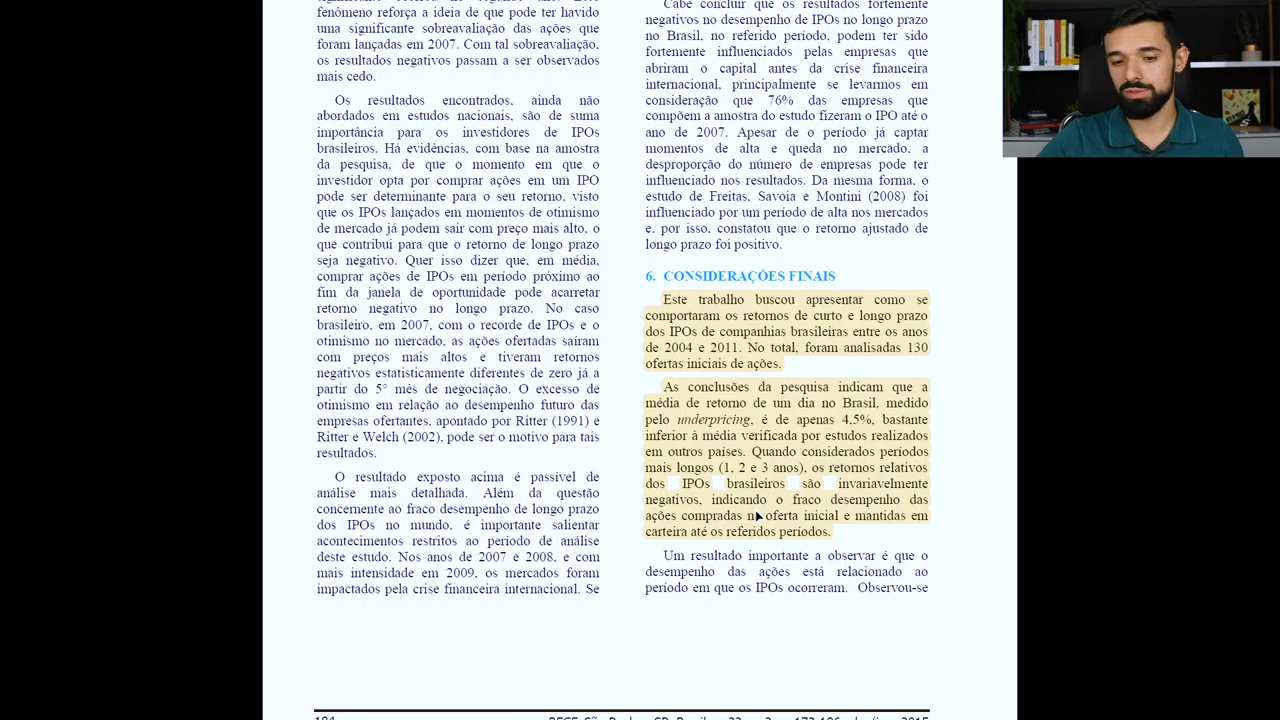 fenômeno reforça a ideia de que pode ter havido
uma significante sobreavaliação das ações que
foram lançadas em 2007. Com tal sobreavaliação,
os resultados negativos passam a ser observados
mais cedo.
Os resultados encontrados, ainda não
abordados em estudos nacionais, são de suma
importância para os investidores de IPOs
brasileiros. Há evidências, com base na amostra
da pesquisa, de que o momento em que o
investidor opta por comprar ações em um IPO
pode ser determinante para o seu retorno, visto
que os IPOs lançados em momentos de otimismo
de mercado já podem sair com preço mais alto, o
que contribui para que o retorno de longo prazo
seja negativo. Quer isso dizer que, em média,
comprar ações de IPOs em período próximo ao
fim da janela de oportunidade pode acarretar
retorno negativo no longo prazo. No caso
brasileiro, em 2007, com o recorde de IPOs e o
otimismo no mercado, as ações ofertadas saíram
com preços mais altos e tiveram retornos
negativos estatisticamente diferentes de zero já a
partir do 5° mês de negociação. O excesso de
otimismo em relação ao desempenho futuro das
empresas ofertantes, apontado por Ritter (1991) e
Ritter e Welch (2002), pode ser o motivo para tais
resultados.
O resultado exposto acima é passível de
análise mais detalhada. Além da questão
concernente ao fraco desempenho de longo prazo
dos IPOs no mundo, é importante salientar
acontecimentos restritos ao período de análise
deste estudo. Nos anos de 2007 e 2008, e com
mais intensidade em 2009, os mercados foram
impactados pela crise financeira internacional. Se
Cabe concluir que os resultados fortemente
negativos no desempenho de IPOs no longo prazo
no Brasil, no referido período, podem ter sido
fortemente influenciados pelas empresas que
abriram o capital antes da crise financeira
internacional, principalmente se levarmos em
consideração que 76% das empresas que
compõem a amostra do estudo fizeram o IPO até o
ano de 2007. Apesar de o período já captar
momentos de alta e queda no mercado, a
desproporção do número de empresas pode ter
influenciado nos resultados. Da mesma forma, o
estudo de Freitas, Savoia e Montini (2008) foi
influenciado por um período de alta nos mercados
e, por isso, constatou que o retorno ajustado de
longo prazo foi positivo.
6. CONSIDERAÇÕES FINAIS
Este trabalho buscou apresentar como se
comportaram os retornos de curto e longo prazo
dos IPOs de companhias brasileiras entre os anos
de 2004 e 2011. No total, foram analisadas 130
ofertas iniciais de ações.
As conclusões da pesquisa indicam que a
média de retorno de um dia no Brasil, medido
pelo underpricing, é de apenas 4,5%, bastante
inferior à média verificada por estudos realizados
em outros países. Quando considerados períodos
mais longos (1, 2 e 3 anos), os retornos relativos
dos IPOs brasileiros são invariavelmente
negativos, indicando o fraco desempenho das
ações compradas na oferta inicial e mantidas em
carteira até os referidos períodos.
Um resultado importante a observar é que o
desempenho das ações está relacionado ao
período em que os IPOs ocorreram. Observou-se